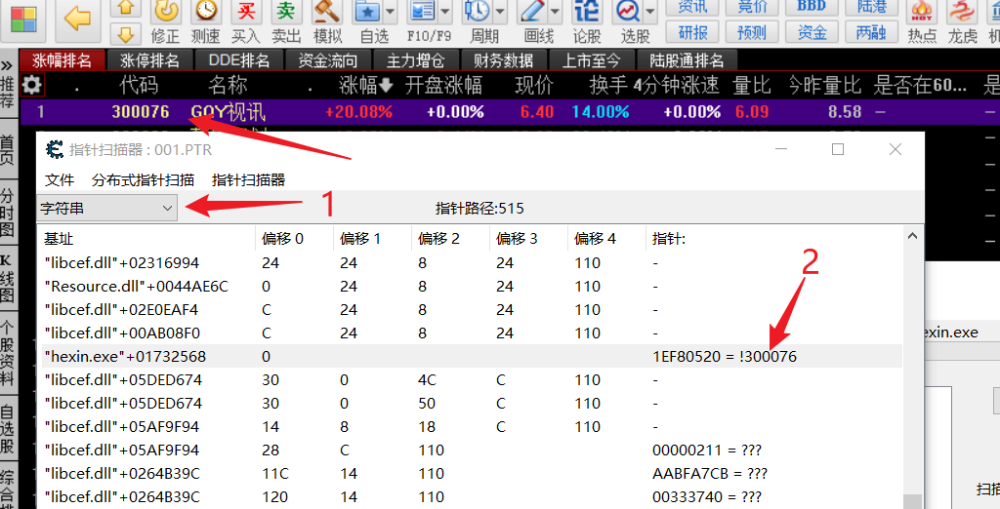 买 卖 论
修正 测速 买入 卖出 模拟 自选 F10/F9 周期 画线 论股 选股 资讯 竞价 BBD 陆港
研报 预测 资金 两融 热点 龙虎
涨幅排名 涨停排名 DDE排名 资金流向 主力增仓 财务数据 上市至今 陆股通排名
» 推荐
. 代码 名称 . 涨幅 开盘涨幅 现价 换手 4分钟涨速 量比 今昨量比 是否在60... 是
1 300076 GQY视讯 +20.08% +0.00% 6.40 14.00% +0.00% 6.09 8.58 —
首页
分时图
K线图
个股资料
自选股
综合排
指针扫描器 : 001.PTR
文件 分布式指针扫描 指针扫描器
字符串 1 指针路径:515
基址 偏移 0 偏移 1 偏移 2 偏移 3 偏移 4 指针:
"libcef.dll"+02316994 24 24 8 24 110 -
"Resource.dll"+0044AE6C 0 24 8 24 110 -
2
"libcef.dll"+02E0EAF4 C 24 8 24 110 -
"libcef.dll"+00AB08F0 C 24 8 24 110 -
"hexin.exe"+01732568 0 1EF80520 = !300076
"libcef.dll"+05DED674 30 0 4C C 110 -
"libcef.dll"+05DED674 30 0 50 C 110 -
"libcef.dll"+05AF9F94 14 8 18 C 110 -
"libcef.dll"+05AF9F94 28 C 110 00000211 = ???
"libcef.dll"+0264B39C 11C 14 110 AABFA7CB = ???
"libcef.dll"+0264B39C 120 14 110 00333740 = ???
exin.exe
扫描